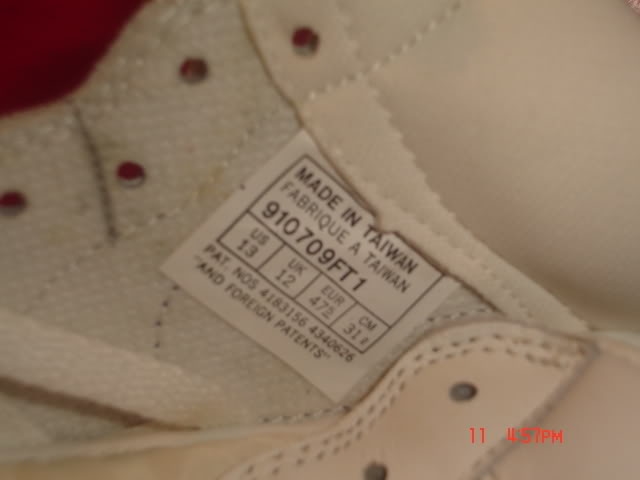 MADE IN TAIWAN
FABRIQUE A TAIWAN
910709FT1
US UK EUR CM
13 12 47½ 31.0
PAT. NOS 4183156 4340626
"AND FOREIGN PATENTS"
11 4:57PM